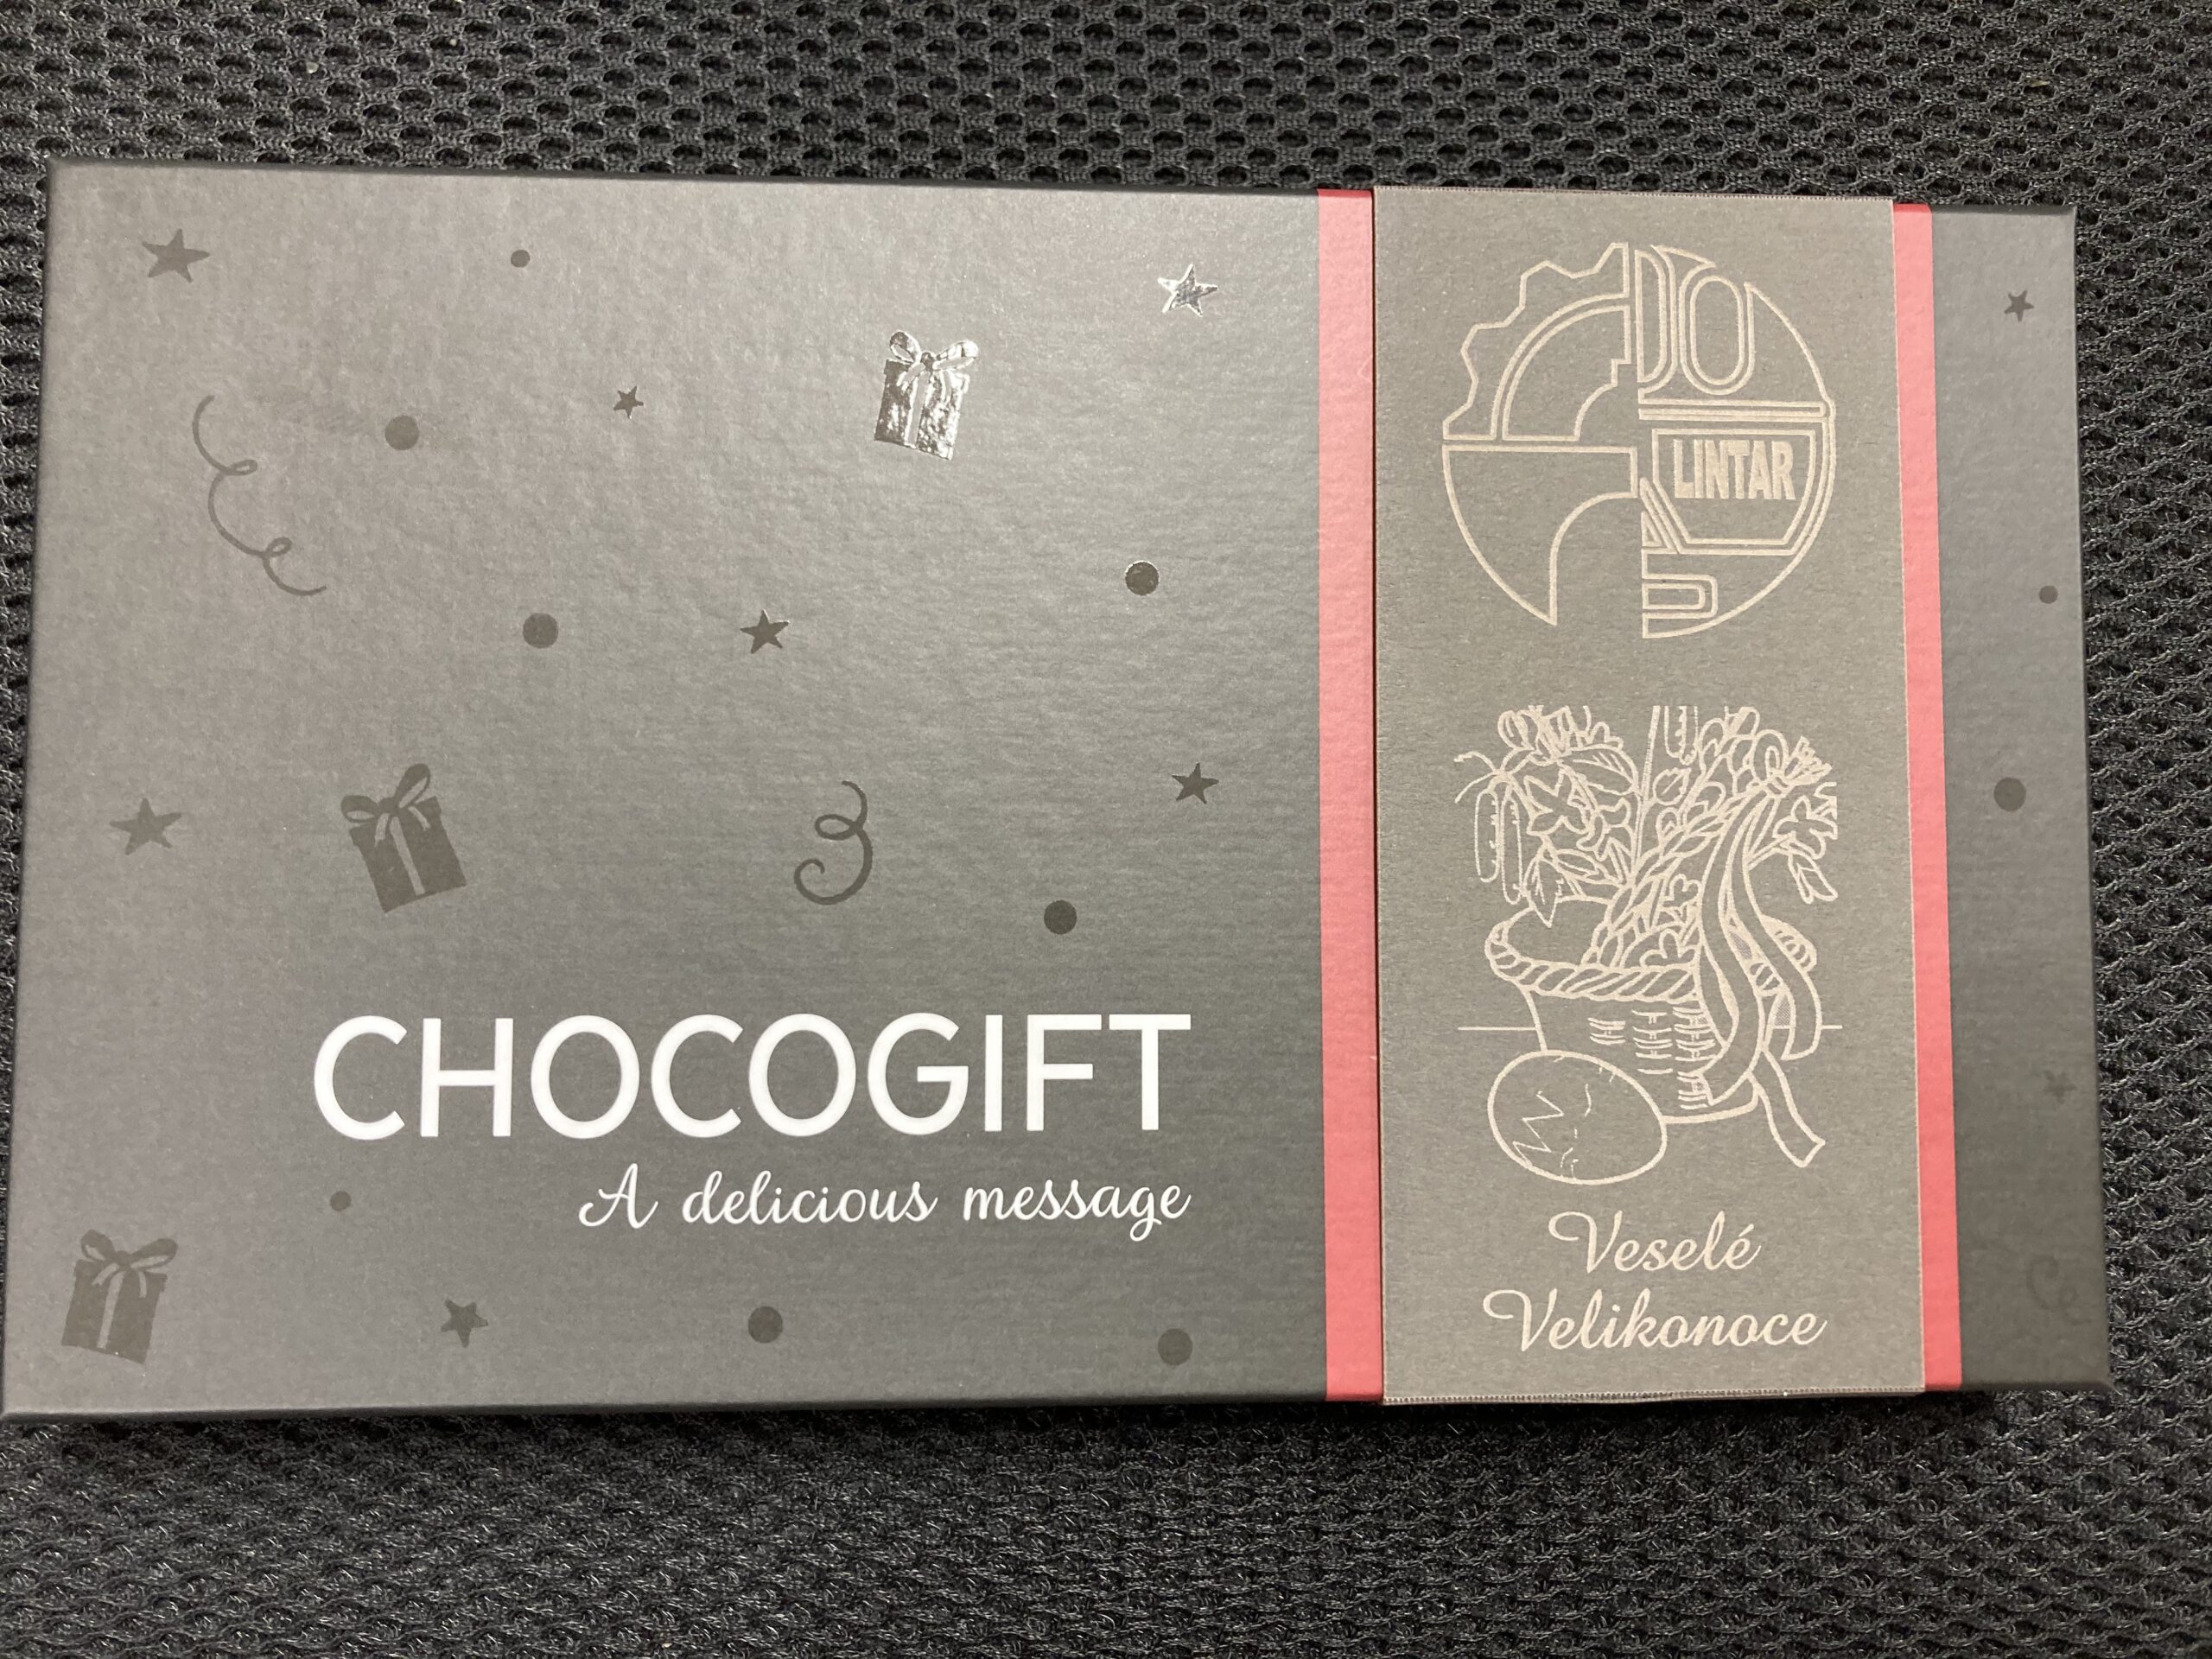 CHOCOGIFT
A delicious message
LINTAR
Veselé
Velikonoce